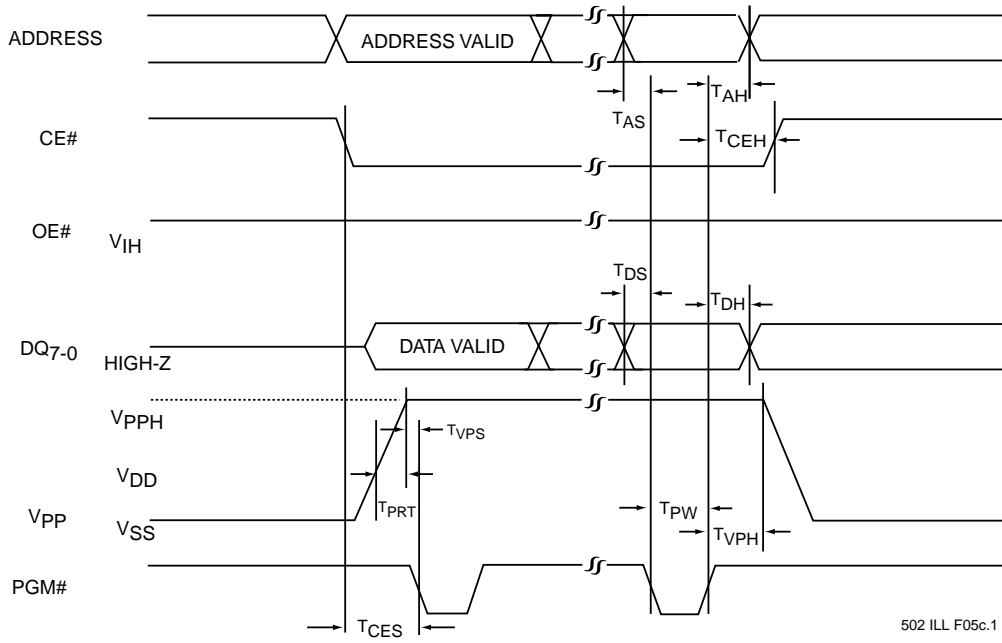 ADDRESS
ADDRESS VALID
TAH
TAS
CE#
TCEH
OE#
VIH
TDS
TDH
DQ7-0
DATA VALID
HIGH-Z
VPPH
TVPS
VDD
TPRT
TPW
VPP
VSS
TVPH
PGM#
TCES
502 ILL F05c.1